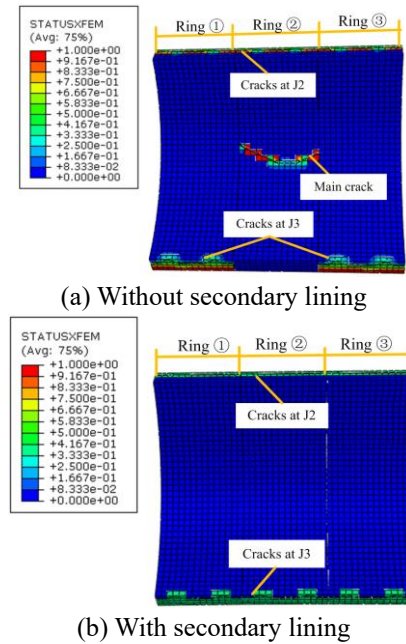 STATUSXFEM
(Avg: 75%)
+1.000e+00
+9.167e-01
+8.333e-01
+7.500e-01
+6.667e-01
+5.833e-01
+5.000e-01
+4.167e-01
+3.333e-01
+2.500e-01
+1.667e-01
+8.333e-02
+0.000e+00
Ring ① Ring ② Ring ③
Cracks at J2
Main crack
Cracks at J3
(a) Without secondary lining
STATUSXFEM
(Avg: 75%)
+1.000e+00
+9.167e-01
+8.333e-01
+7.500e-01
+6.667e-01
+5.833e-01
+5.000e-01
+4.167e-01
+3.333e-01
+2.500e-01
+1.667e-01
+8.333e-02
+0.000e+00
Ring ① Ring ② Ring ③
Cracks at J2
Cracks at J3
(b) With secondary lining